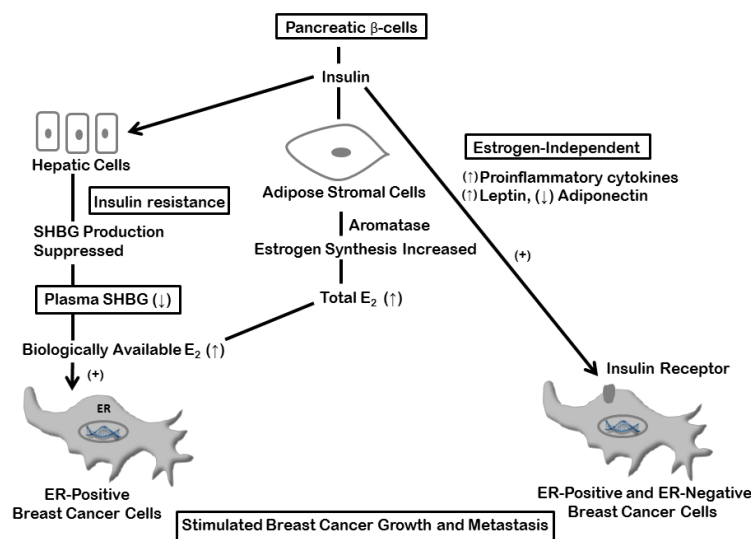 Pancreatic β-cells
Insulin
Hepatic Cells
Adipose Stromal Cells
Estrogen-Independent
(↑) Proinflammatory cytokines
(↑) Leptin, (↓) Adiponectin
Insulin resistance
Aromatase
SHBG Production
Suppressed
Estrogen Synthesis Increased
(+)
Plasma SHBG (↓)
Total E₂ (↑)
Biologically Available E₂ (↑)
(+)
Insulin Receptor
ER
ER-Positive
Breast Cancer Cells
ER-Positive and ER-Negative
Breast Cancer Cells
Stimulated Breast Cancer Growth and Metastasis